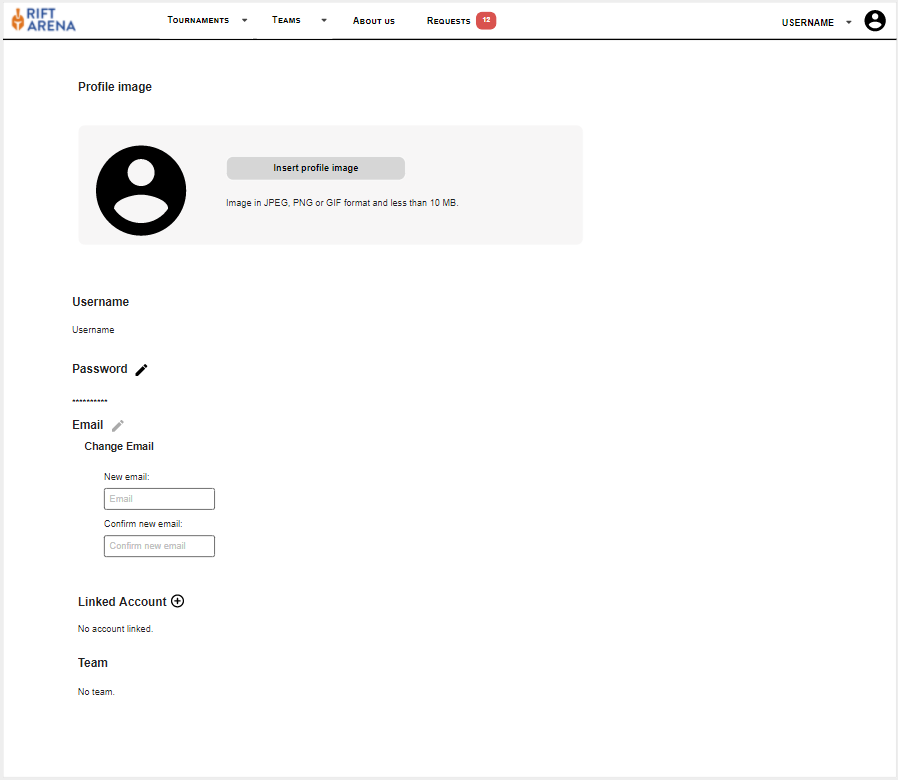 RIFT
ARENA
TOURNAMENTS TEAMS ABOUT US REQUESTS 12 USERNAME
Profile image
Insert profile image
Image in JPEG, PNG or GIF format and less than 10 MB.
Username
Username
Password
**********
Email
Change Email
New email:
Email
Confirm new email:
Confirm new email
Linked Account
No account linked.
Team
No team.